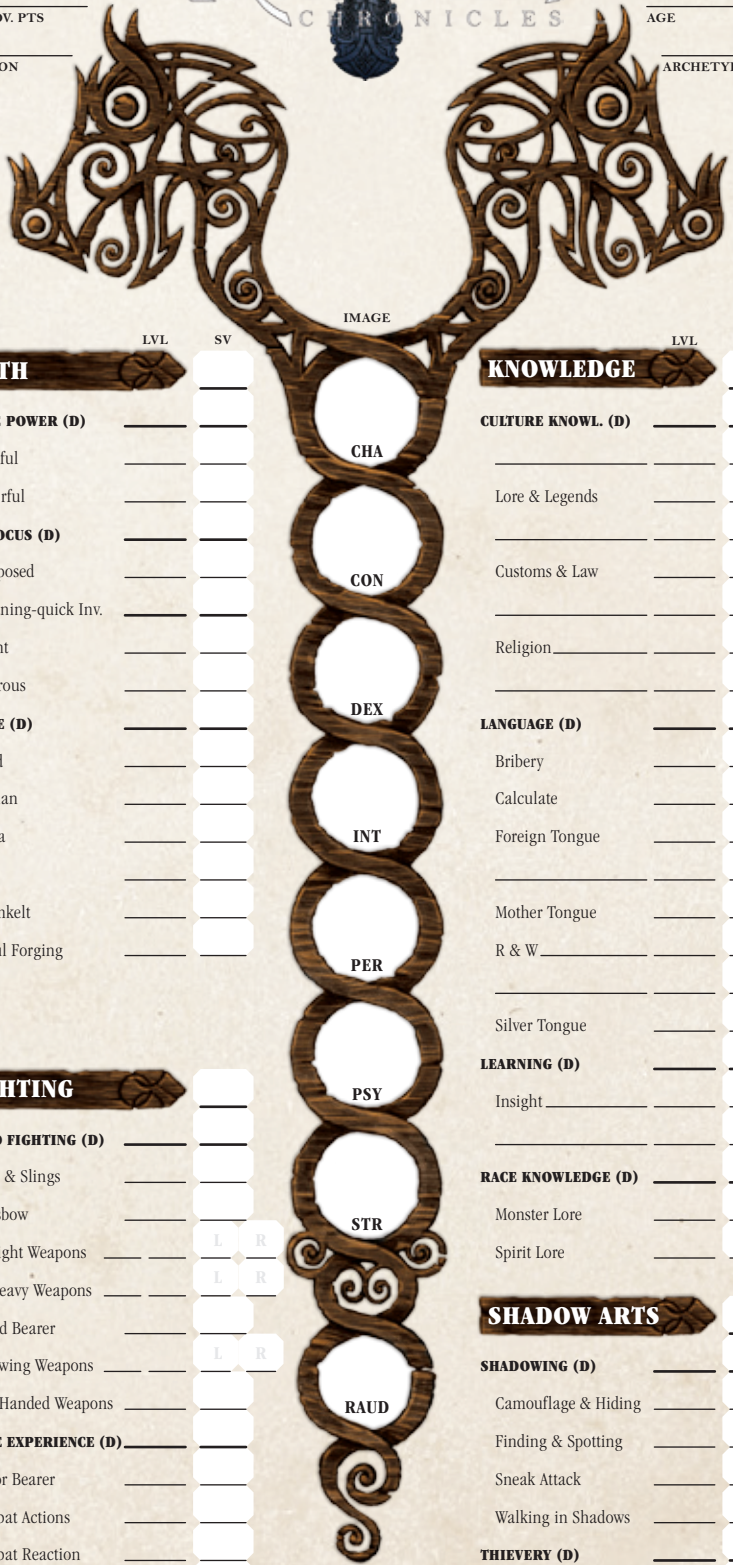 CHRONICLES
OV. PTS
AGE
ON
ARCHETY
IMAGE
LVL SV
LVL
TH
KNOWLEDGE
POWER (D)
CULTURE KNOWL. (D)
CHA
ful
rful
Lore & Legends
OCUS (D)
posed
Customs & Law
CON
ning-quick Inv.
nt
Religion
rous
DEX
E (D)
LANGUAGE (D)
d
Bribery
an
Calculate
a
INT
Foreign Tongue
nkelt
Mother Tongue
l Forging
R & W
PER
Silver Tongue
LEARNING (D)
HTING
PSY
Insight
FIGHTING (D)
& Slings
RACE KNOWLEDGE (D)
bow
STR
Monster Lore
ght Weapons L R
Spirit Lore
eavy Weapons L R
d Bearer
SHADOW ARTS
wing Weapons L R
SHADOWING (D)
Handed Weapons
RAUD
Camouflage & Hiding
E EXPERIENCE (D)
Finding & Spotting
or Bearer
Sneak Attack
bat Actions
Walking in Shadows
bat Reaction
THIEVERY (D)